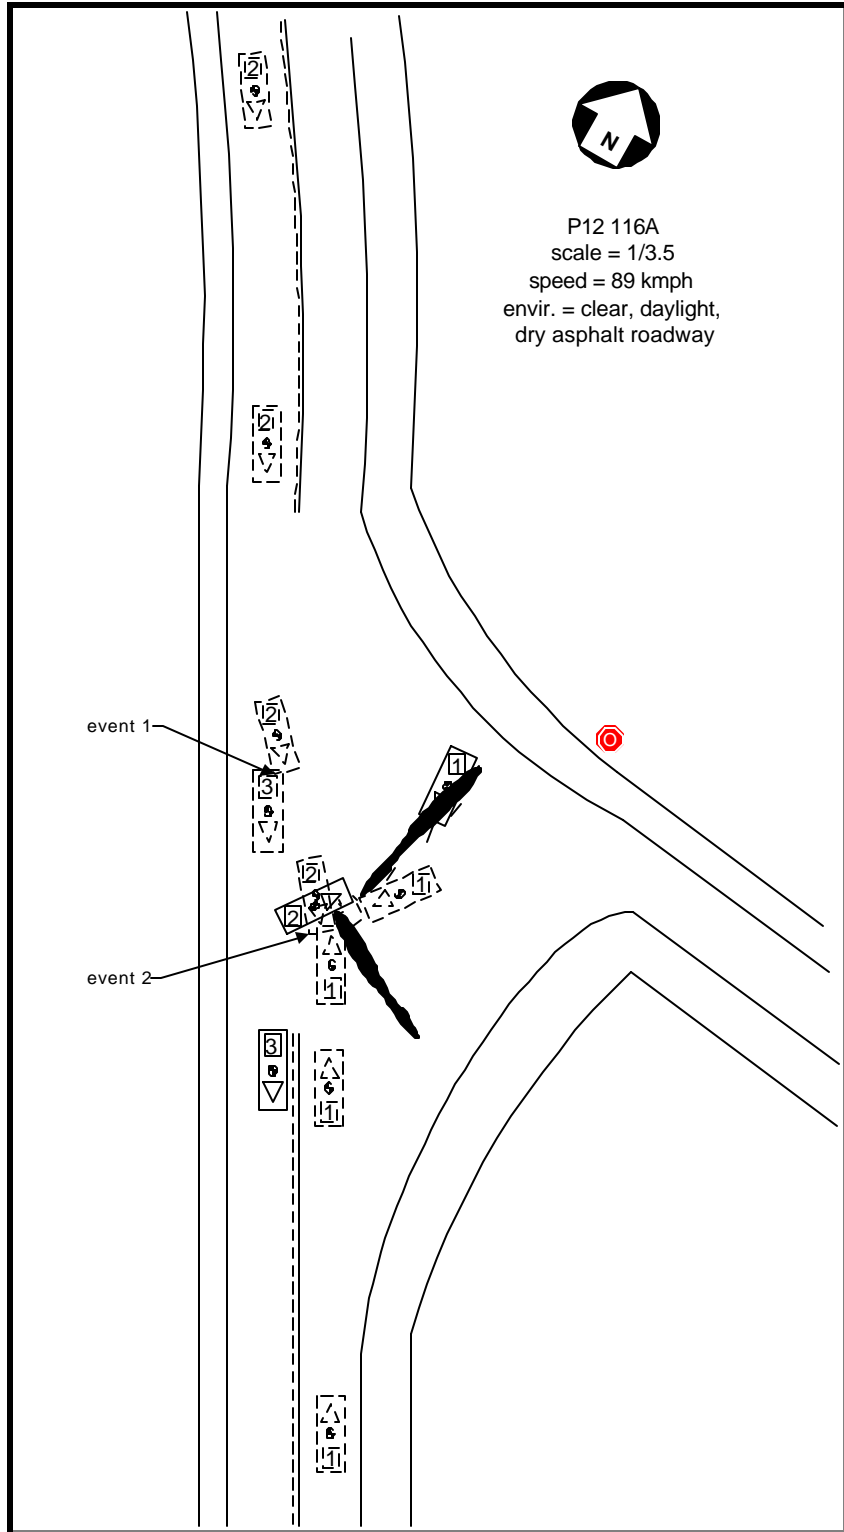 2
N
P12 116A
scale = 1/3.5
speed = 89 kmph
envir. = clear, daylight,
dry asphalt roadway
2
2
event 1
3
1
2
1
2
event 2
1
3
1
1